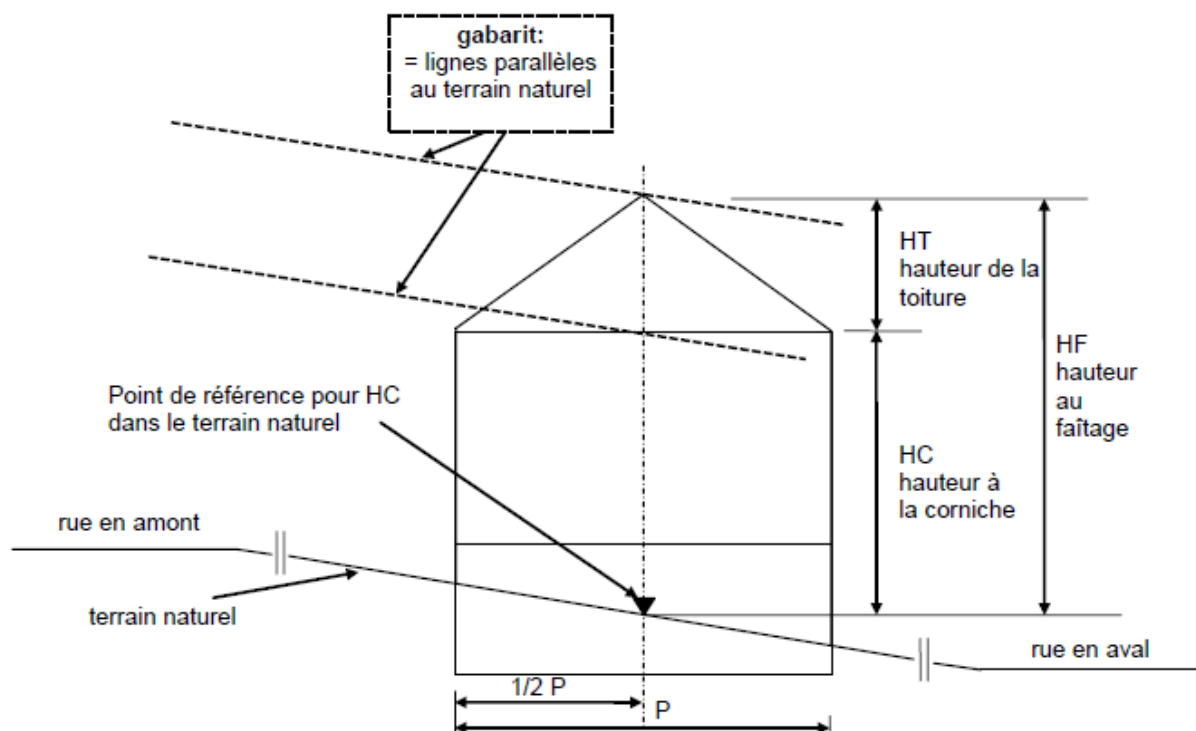 gabarit:
= lignes parallèles
au terrain naturel
HT
hauteur de la
toiture
HF
hauteur
au
faîtage
Point de référence pour HC
dans le terrain naturel
HC
hauteur à
la corniche
rue en amont
terrain naturel
rue en aval
1/2 P
P